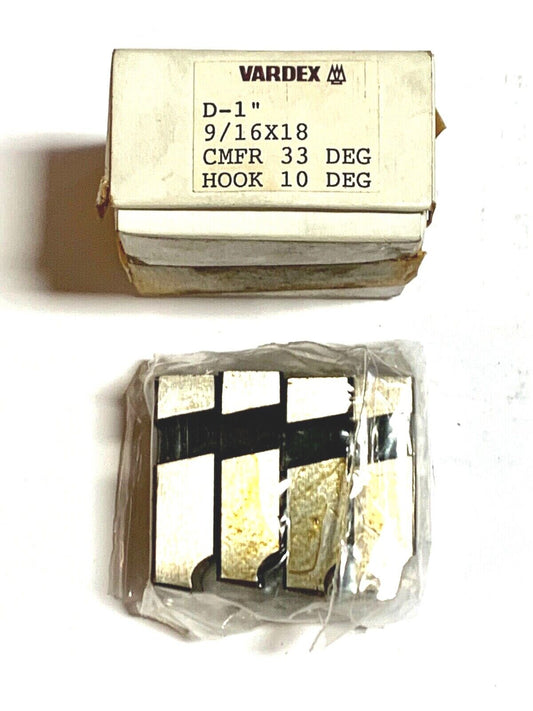 VARDEX
D-1"
9/16X18
CMFR 33 DEG
HOOK 10 DEG